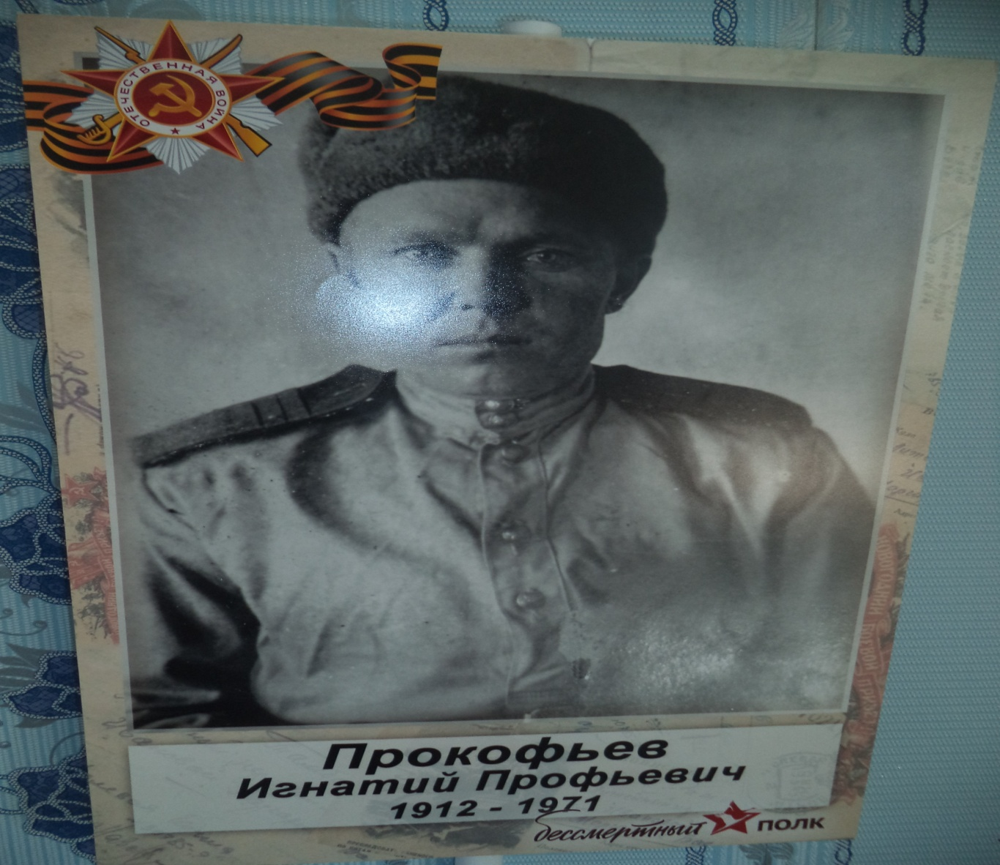 ОТЕЧЕСТВЕННАЯ ВОЙНА
Прокофьев
Игнатий Профьевич
1912 - 1971
бессмертный ПОЛК